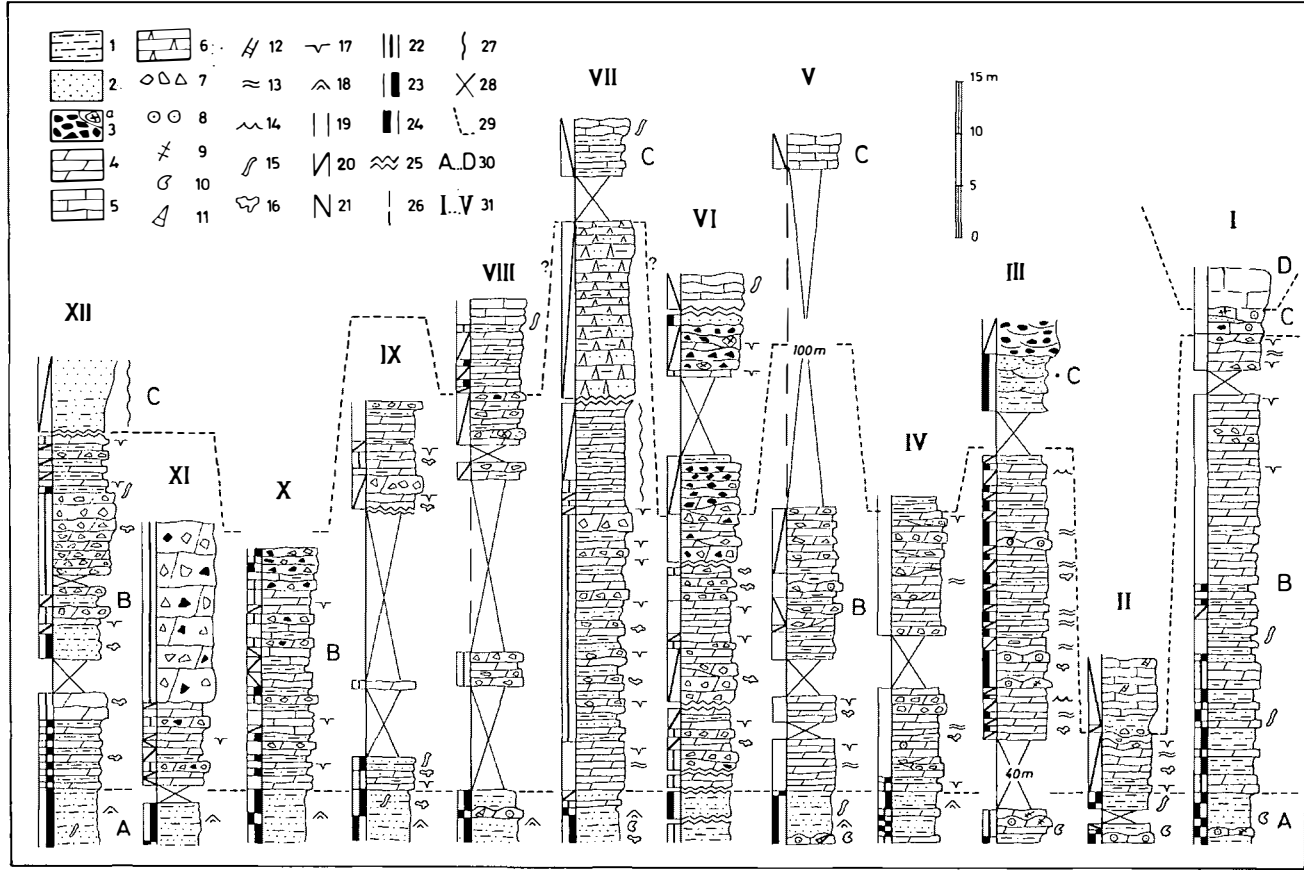 1 6 12 17 22 27
2 7 13 18 23 28
a
3 8 14 19 24 29
4 9 15 20 25 A...D 30
5 10 16 21 26 I...V 31
11
VII
V
15 m
10
5
0
C
C
I
VI
D
C
VIII
? ?
III
XII
IX
100m
C
C
IV
XI
X
B
II
B
B
B
40m
A
A